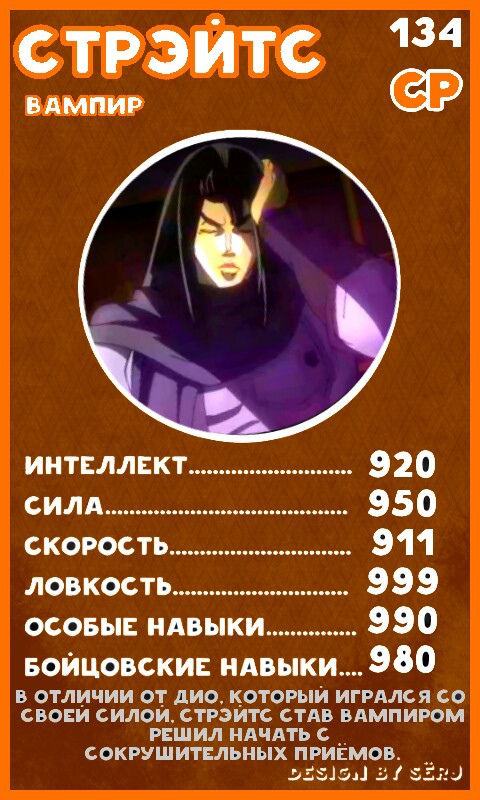 СТРЭЙТС
134
ВАМПИР
СР
ИНТЕЛЛЕКТ............................... 920
СИЛА.............................................. 950
СКОРОСТЬ.................................. 911
ЛОВКОСТЬ................................. 999
ОСОБЫЕ НАВЫКИ................ 990
БОЙЦОВСКИЕ НАВЫКИ.... 980
В ОТЛИЧИИ ОТ ДИО, КОТОРЫЙ ИГРАЛСЯ СО
СВОЕЙ СИЛОЙ, СТРЭЙТС СТАВ ВАМПИРОМ
РЕШИЛ НАЧАТЬ С
СОКРУШИТЕЛЬНЫХ ПРИЁМОВ.
DESIGN BY SЁRJ